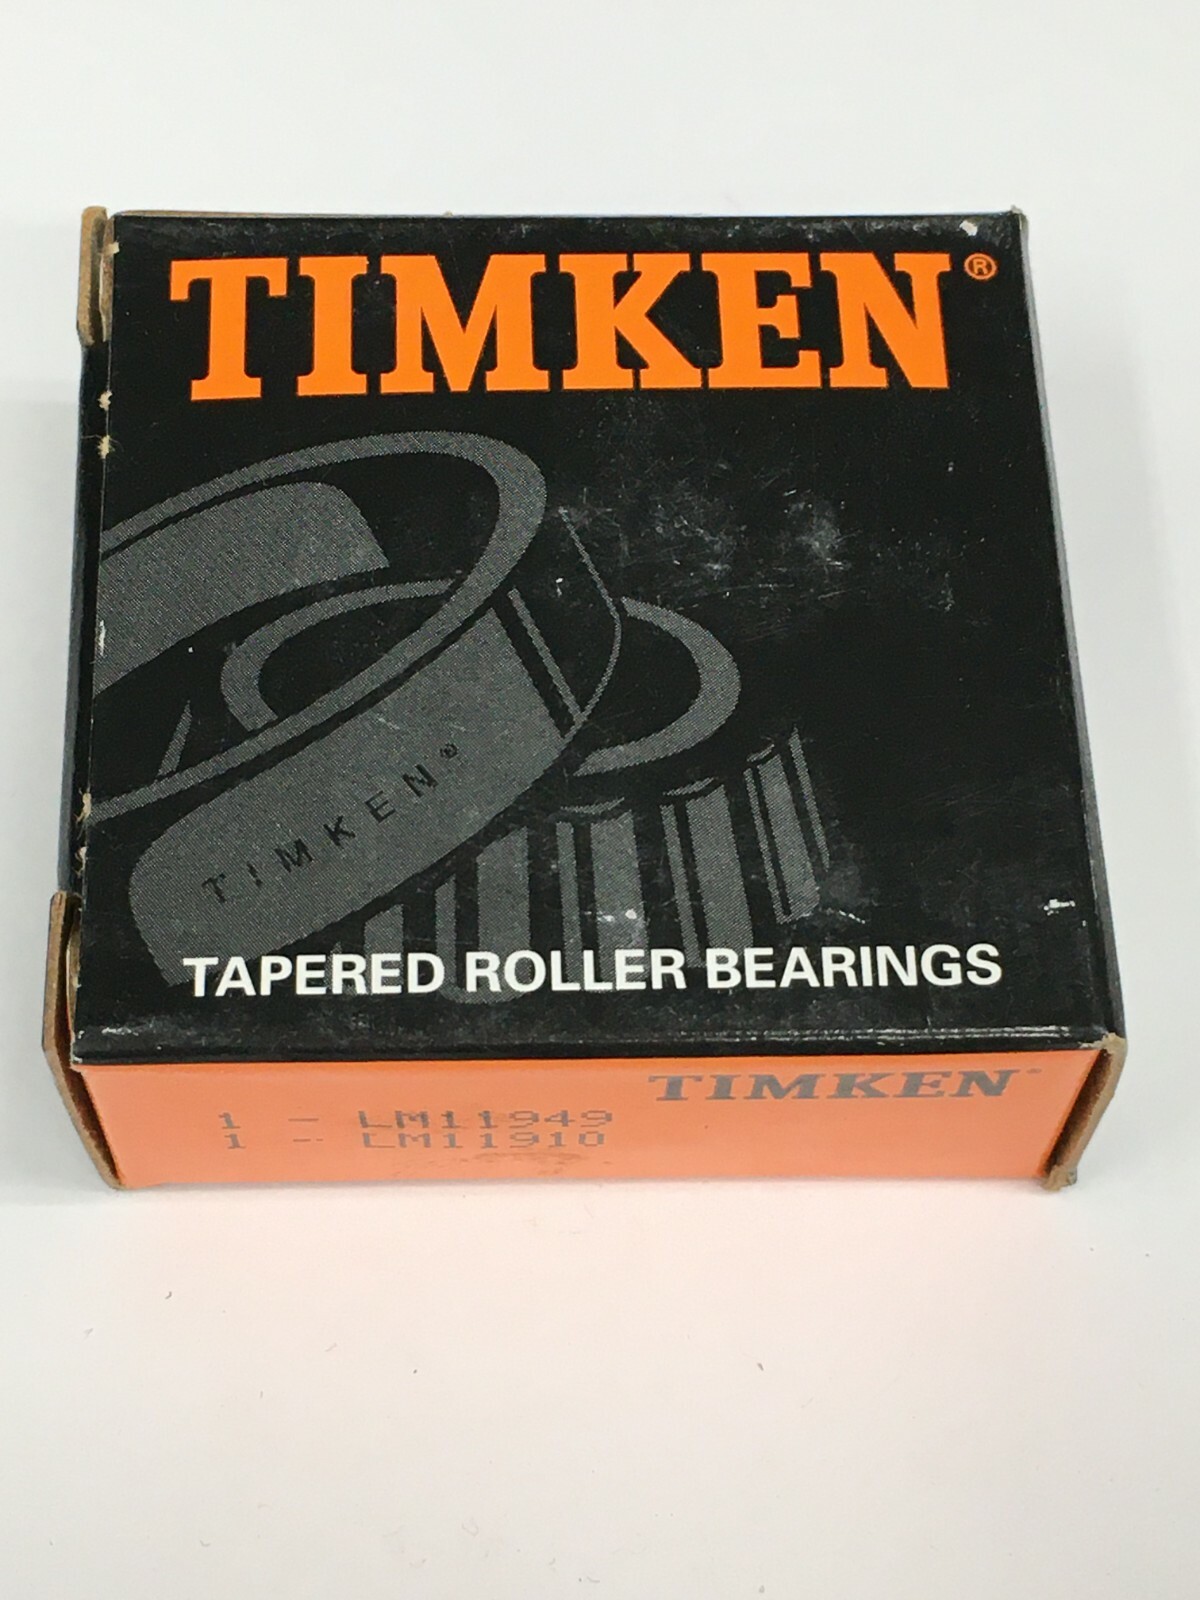 TIMKEN®
TIMKEN®
TAPERED ROLLER BEARINGS
TIMKEN
1 - LM11949
1 - LM11910